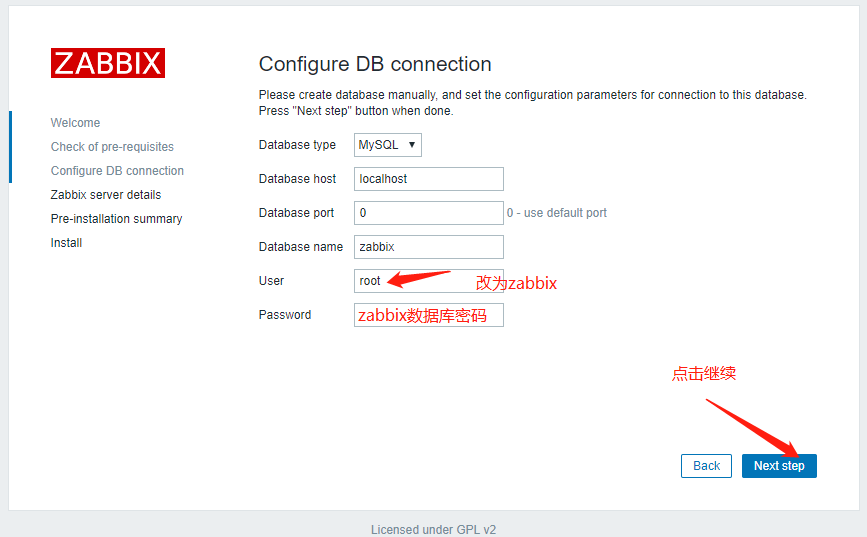 ZABBIX
Welcome
Check of pre-requisites
Configure DB connection
Zabbix server details
Pre-installation summary
Install
Configure DB connection
Please create database manually, and set the configuration parameters for connection to this database.
Press "Next step" button when done.
Database type MySQL
Database host localhost
Database port 0 0 - use default port
Database name zabbix
User root 改为zabbix
Password zabbix数据库密码
点击继续
Back Next step
Licensed under GPL v2